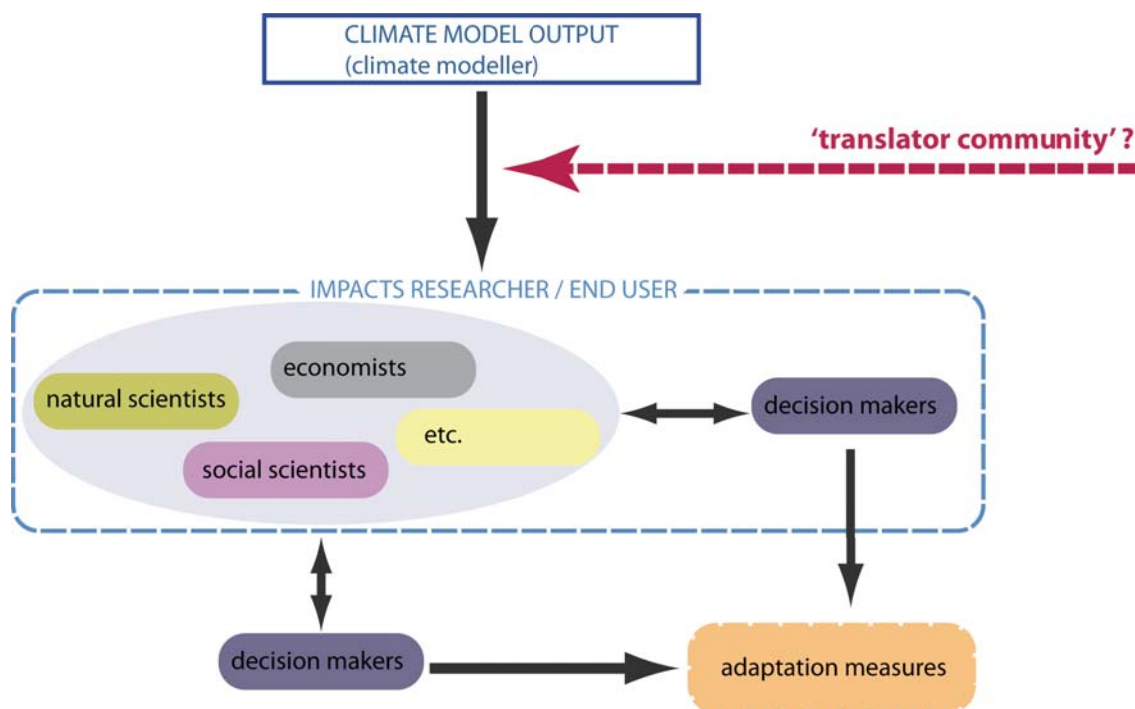 CLIMATE MODEL OUTPUT
(climate modeller)
'translator community' ?
IMPACTS RESEARCHER / END USER
economists
natural scientists
etc.
social scientists
decision makers
decision makers
adaptation measures